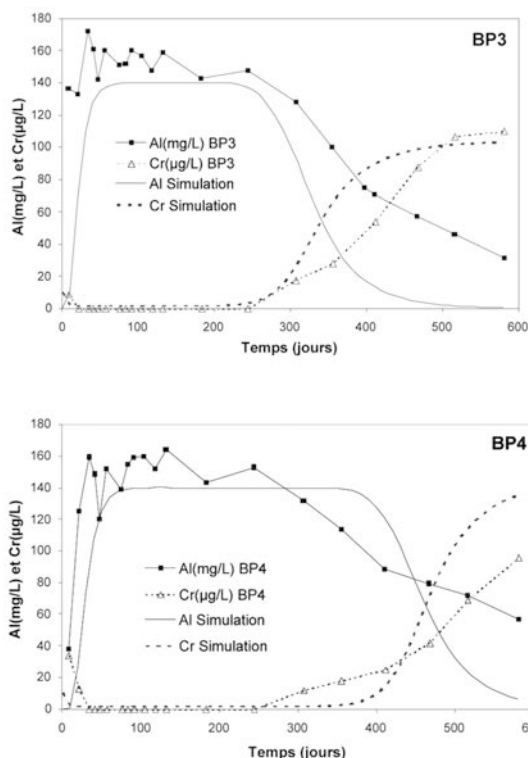 BP3
Al(mg/L) et Cr(µg/L)
180
160
140
120
100
80
60
40
20
0
Al(mg/L) BP3
Cr(µg/L) BP3
Al Simulation
Cr Simulation
0 100 200 300 400 500 600
Temps (jours)
BP4
Al(mg/L) et Cr(µg/L)
180
160
140
120
100
80
60
40
20
0
Al(mg/L) BP4
Cr(µg/L) BP4
Al Simulation
Cr Simulation
0 100 200 300 400 500
Temps (jours)